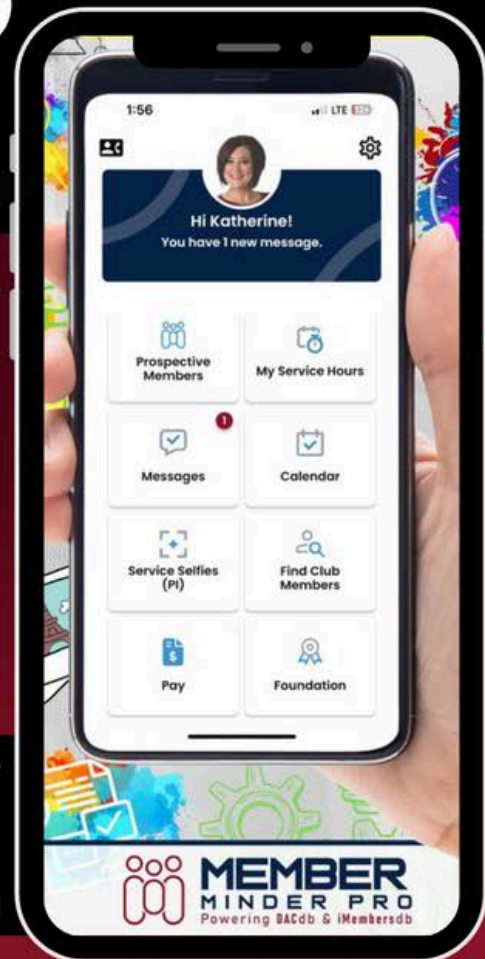 1:56
LTE
Hi Katherine!
You have 1 new message.
Prospective
Members
My Service Hours
1
Messages
Calendar
Service Selfies
(PI)
Find Club
Members
$
Pay
Foundation
MEMBER
MINDER PRO
Powering DACdb & iMembersdb